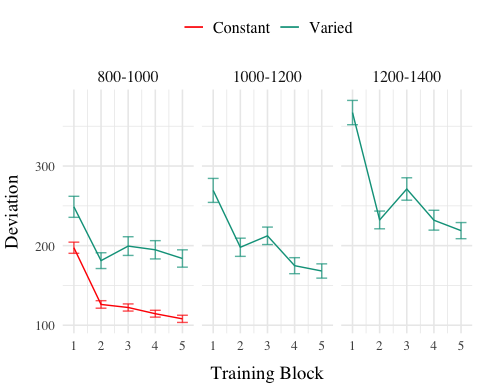 Constant Varied
800-1000 1000-1200 1200-1400
300
200
100
Deviation
1 2 3 4 5 1 2 3 4 5 1 2 3 4 5
Training Block